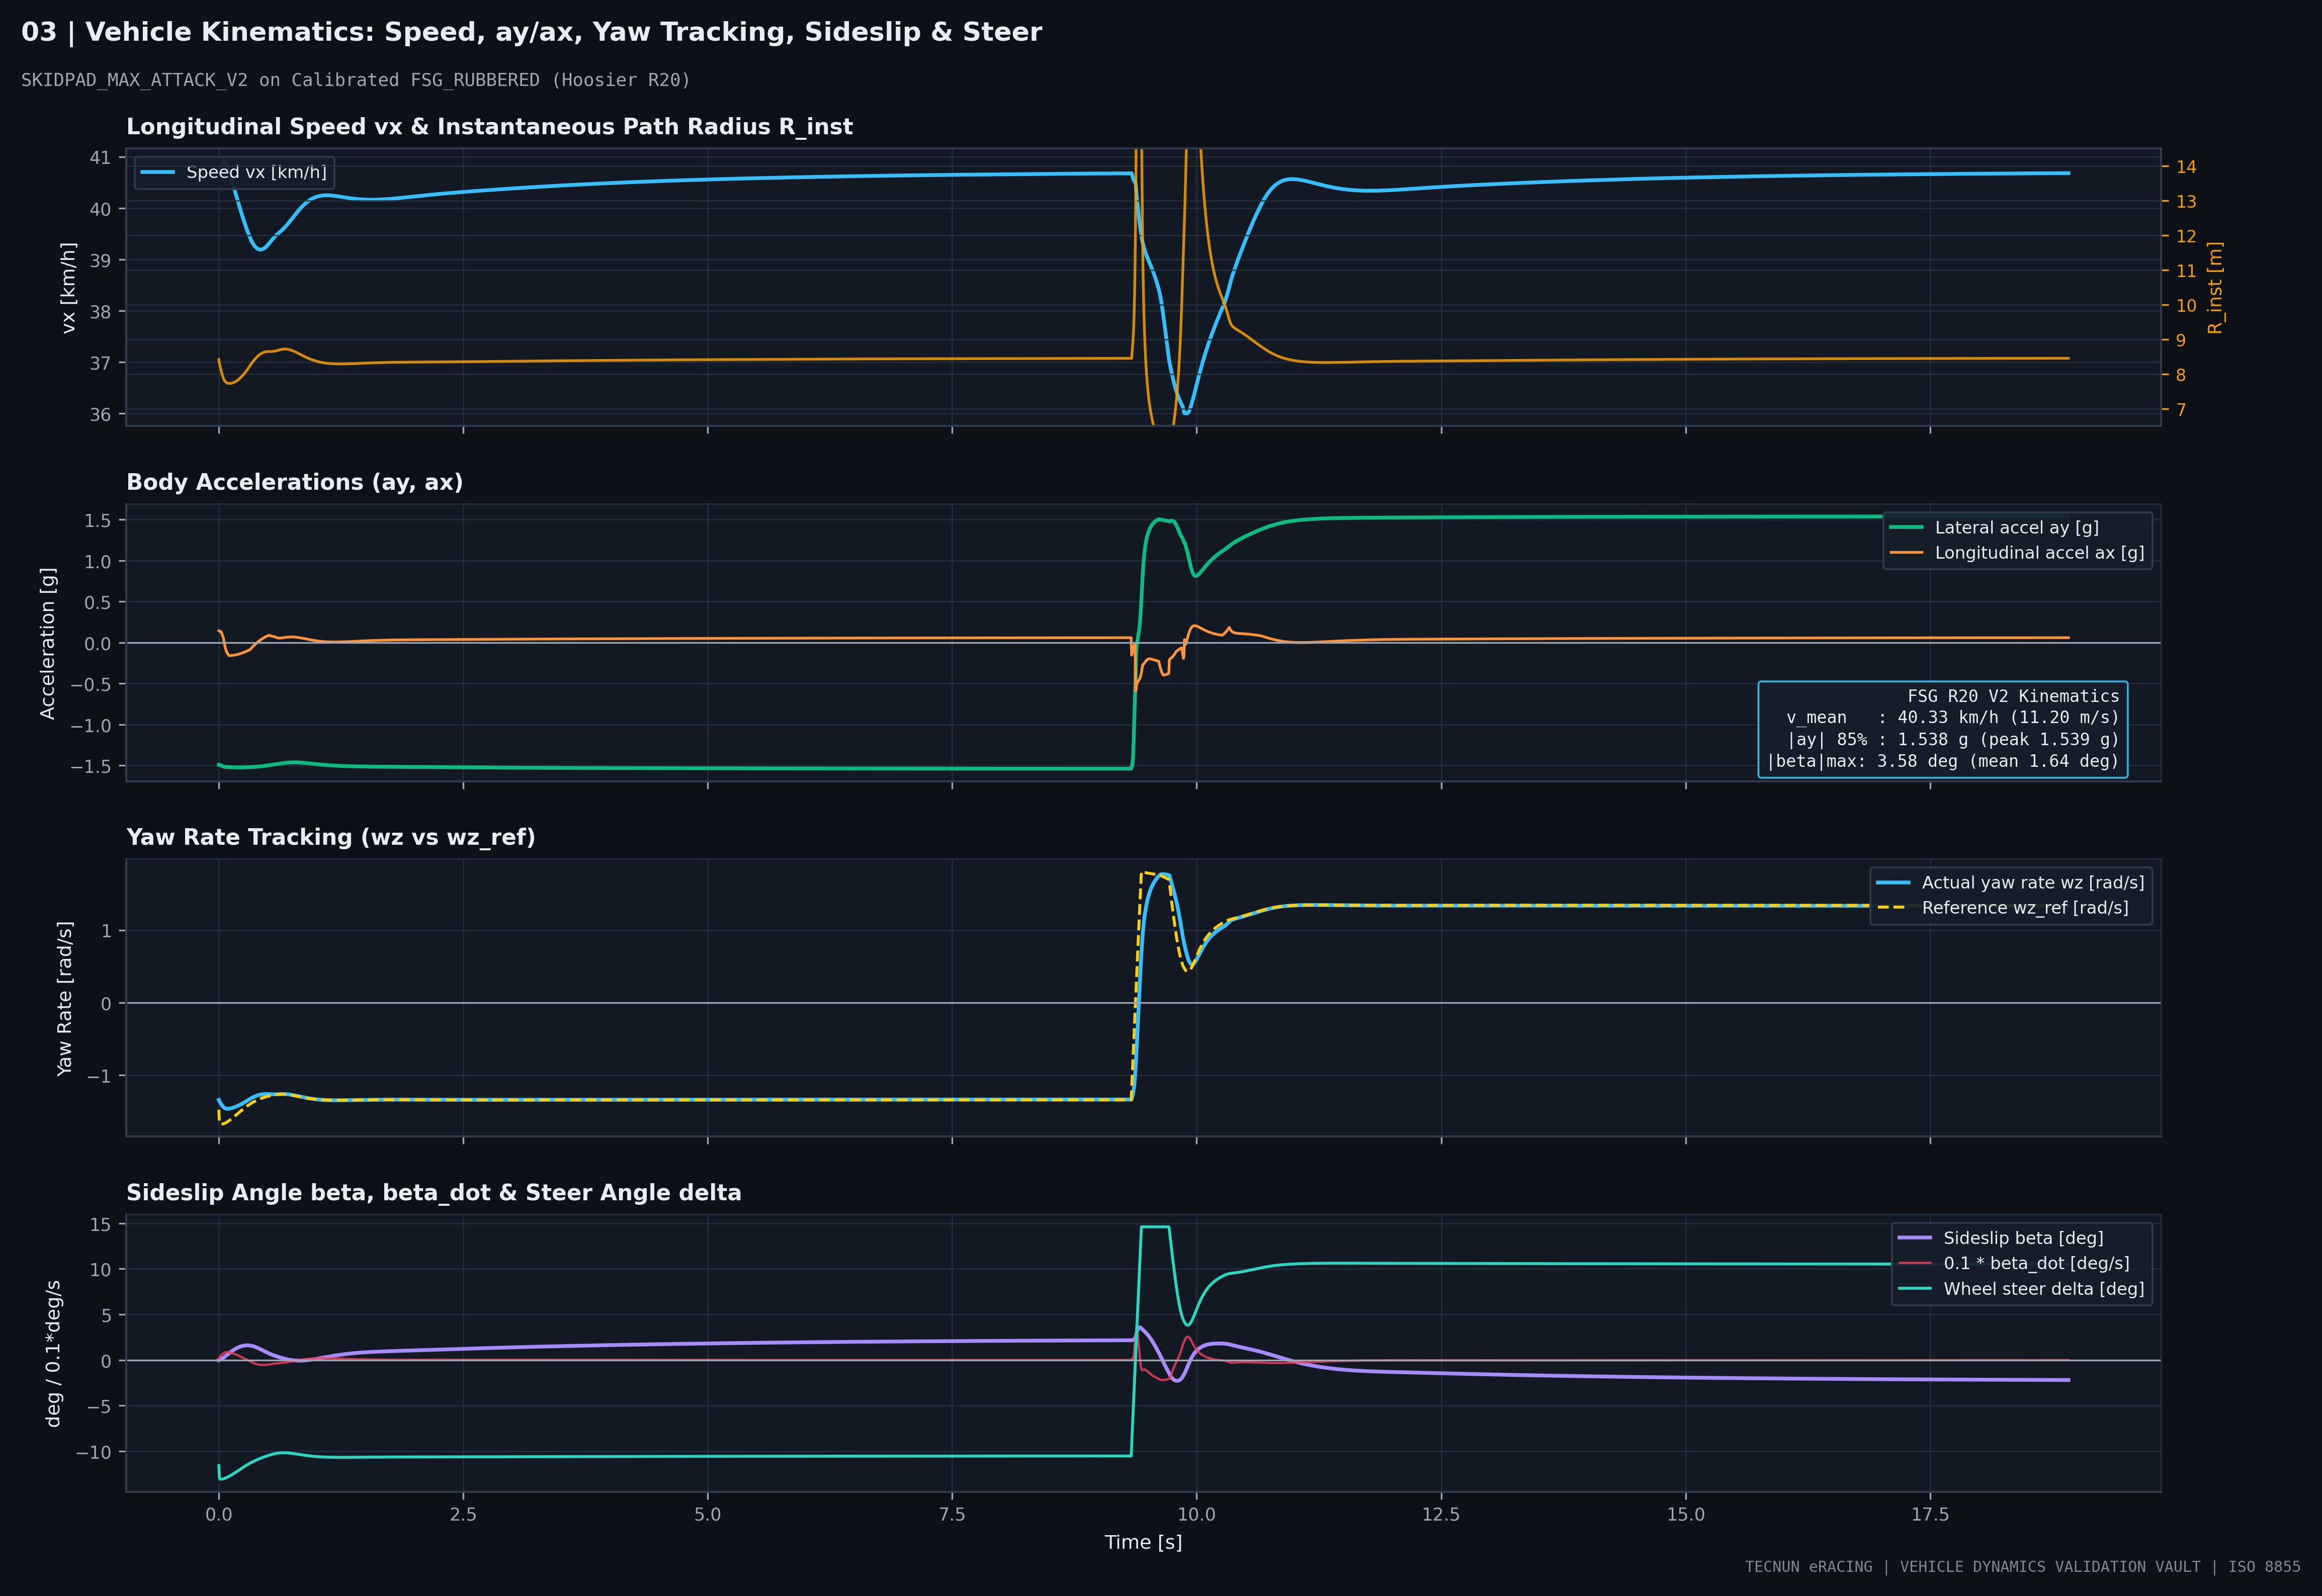 03 | Vehicle Kinematics: Speed, ay/ax, Yaw Tracking, Sideslip & Steer
SKIDPAD_MAX_ATTACK_V2 on Calibrated FSG_RUBBERED (Hoosier R20)
Longitudinal Speed vx & Instantaneous Path Radius R_inst
Speed vx [km/h]
vx [km/h]
41
40
39
38
37
36
14
13
12
11
10
9
8
7
R_inst [m]
Body Accelerations (ay, ax)
Acceleration [g]
1.5
1.0
0.5
0.0
−0.5
−1.0
−1.5
Lateral accel ay [g]
Longitudinal accel ax [g]
FSG R20 V2 Kinematics
v_mean   : 40.33 km/h (11.20 m/s)
|ay| 85% : 1.538 g (peak 1.539 g)
|beta|max: 3.58 deg (mean 1.64 deg)
Yaw Rate Tracking (wz vs wz_ref)
Yaw Rate [rad/s]
1
0
−1
Actual yaw rate wz [rad/s]
Reference wz_ref [rad/s]
Sideslip Angle beta, beta_dot & Steer Angle delta
deg / 0.1*deg/s
15
10
5
0
−5
−10
Sideslip beta [deg]
0.1 * beta_dot [deg/s]
Wheel steer delta [deg]
0.0 2.5 5.0 7.5 10.0 12.5 15.0 17.5
Time [s]
TECNUN eRACING | VEHICLE DYNAMICS VALIDATION VAULT | ISO 8855